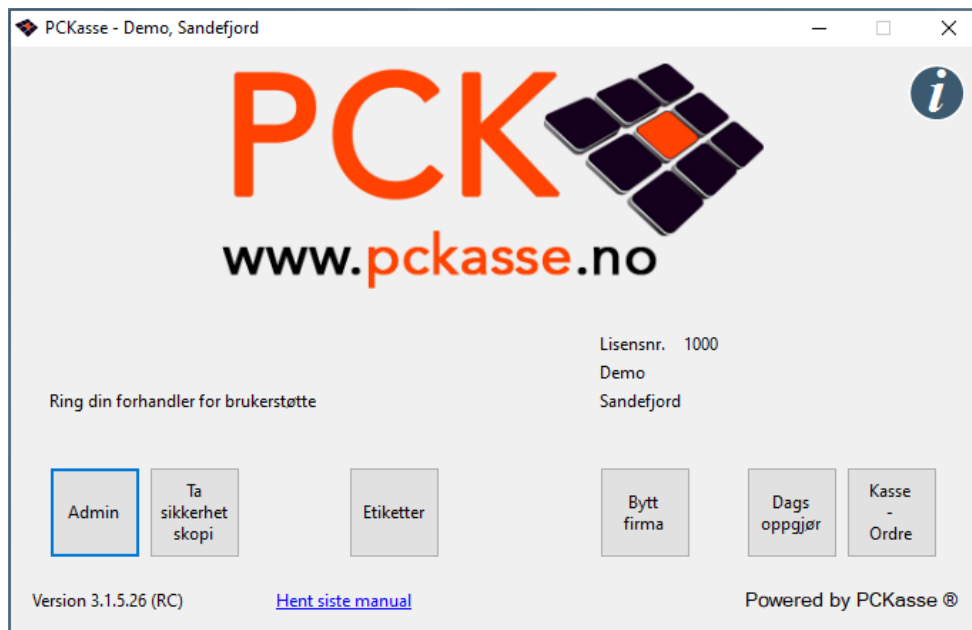 PCKasse - Demo, Sandefjord
PCK
i
www.pckasse.no
Lisensnr. 1000
Demo
Ring din forhandler for brukerstøtte
Sandefjord
Admin
Ta
sikkerhet
skopi
Etiketter
Bytt
firma
Dags
oppgjør
Kasse
-
Ordre
Version 3.1.5.26 (RC)
Hent siste manual
Powered by PCKasse ®